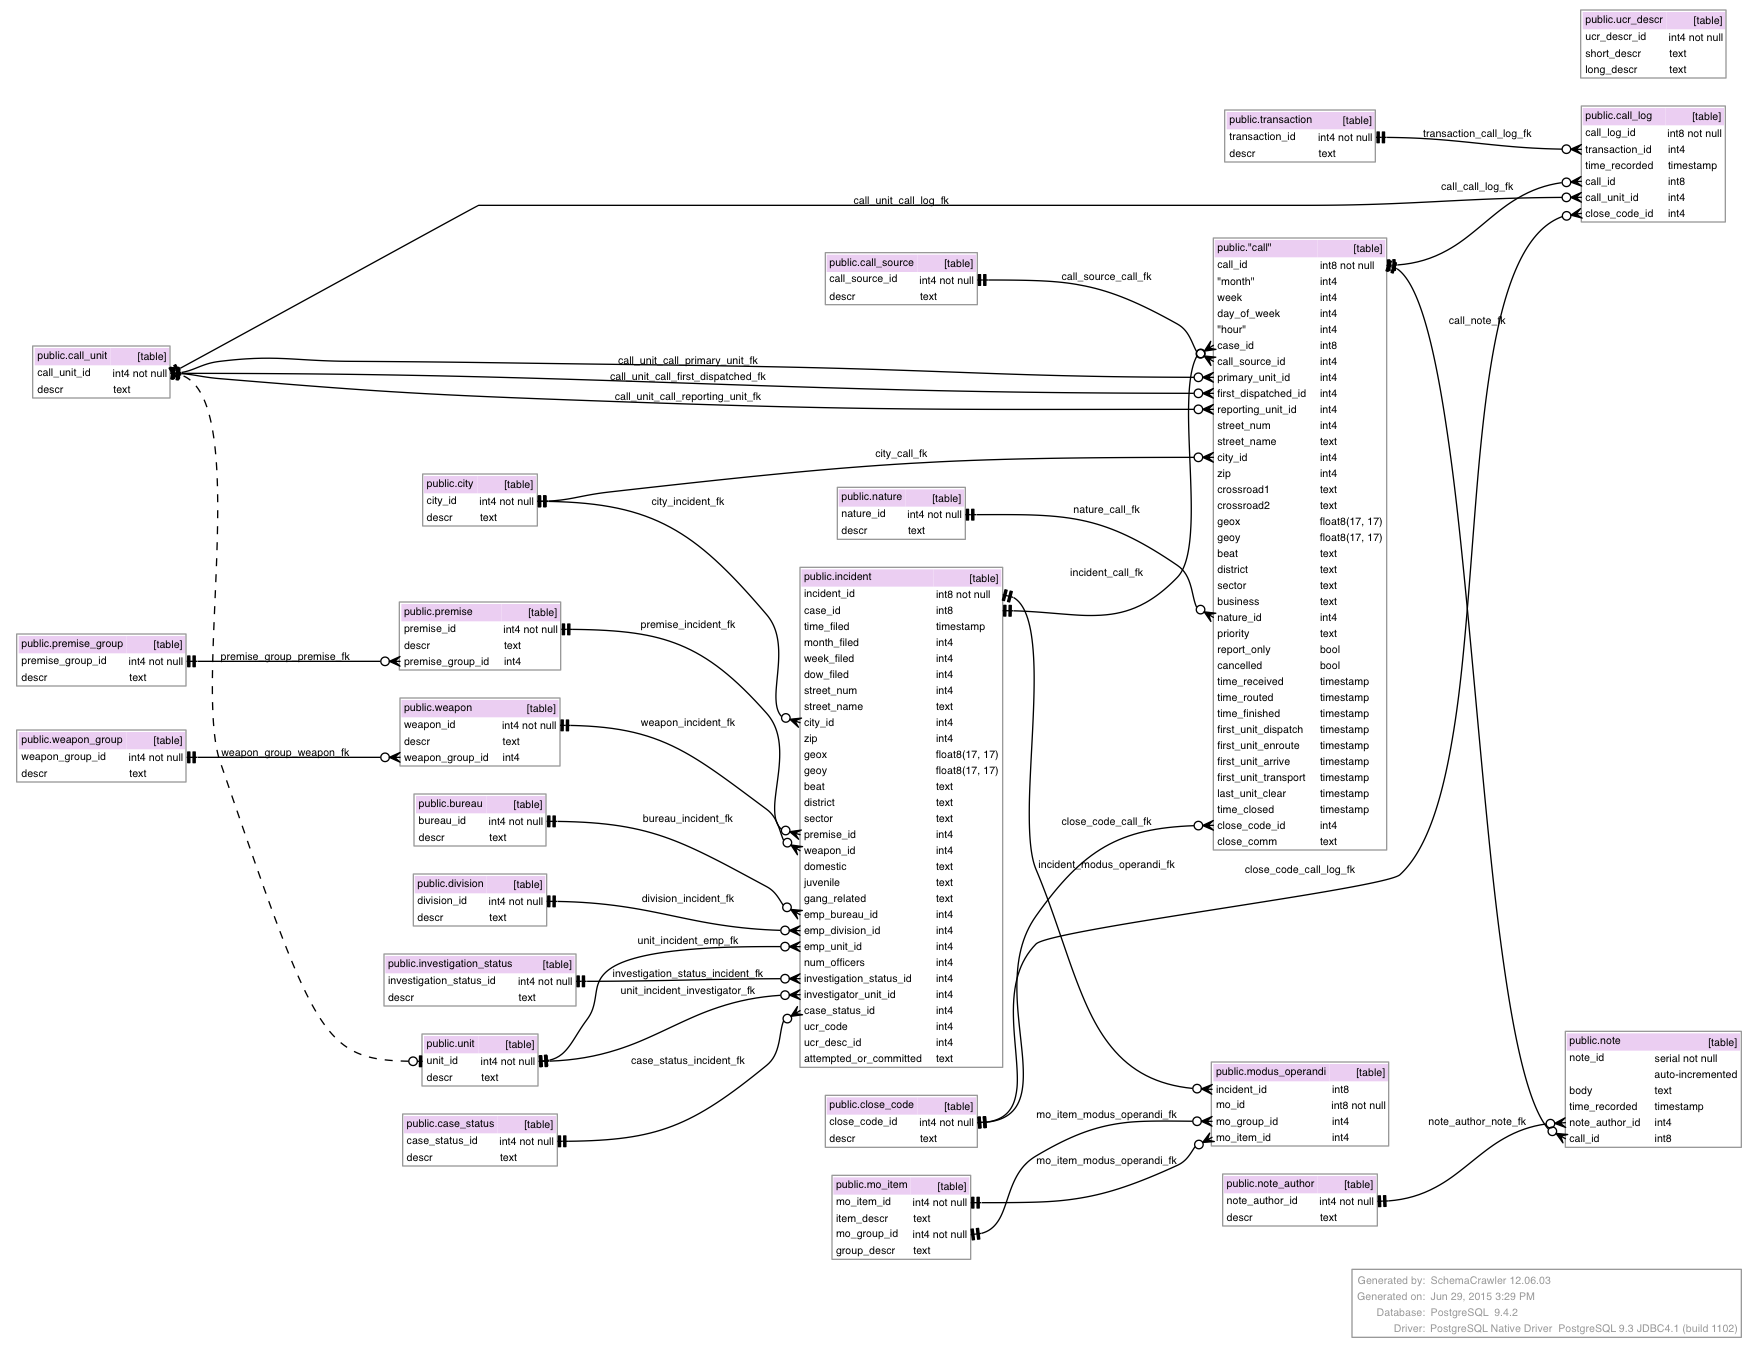 public.ucr_descr [table]
ucr_descr_id int4 not null
short_descr text
long_descr text
public.transaction [table]
transaction_id int4 not null
descr text
transaction_call_log_fk
public.call_log [table]
call_log_id int8 not null
transaction_id int4
time_recorded timestamp
call_id int8
call_unit_id int4
close_code_id int4
call_call_log_fk
call_unit_call_log_fk
public.call_source [table]
call_source_id int4 not null
descr text
call_source_call_fk
public."call" [table]
call_id int8 not null
"month" int4
week int4
day_of_week int4
"hour" int4
case_id int8
call_source_id int4
primary_unit_id int4
first_dispatched_id int4
reporting_unit_id int4
street_num int4
street_name text
city_id int4
zip int4
crossroad1 text
crossroad2 text
geox float8(17, 17)
geoy float8(17, 17)
beat text
district text
sector text
business text
nature_id int4
priority text
report_only bool
cancelled bool
time_received timestamp
time_routed timestamp
time_finished timestamp
first_unit_dispatch timestamp
first_unit_enroute timestamp
first_unit_arrive timestamp
first_unit_transport timestamp
last_unit_clear timestamp
time_closed timestamp
close_code_id int4
close_comm text
call_note_fk
public.call_unit [table]
call_unit_id int4 not null
descr text
call_unit_call_primary_unit_fk
call_unit_call_first_dispatched_fk
call_unit_call_reporting_unit_fk
city_call_fk
public.city [table]
city_id int4 not null
descr text
city_incident_fk
public.nature [table]
nature_id int4 not null
descr text
nature_call_fk
incident_call_fk
public.incident [table]
incident_id int8 not null
case_id int8
time_filed timestamp
month_filed int4
week_filed int4
dow_filed int4
street_num int4
street_name text
city_id int4
zip int4
geox float8(17, 17)
geoy float8(17, 17)
beat text
district text
sector text
premise_id int4
weapon_id int4
domestic text
juvenile text
gang_related text
emp_bureau_id int4
emp_division_id int4
emp_unit_id int4
num_officers int4
investigation_status_id int4
investigator_unit_id int4
case_status_id int4
ucr_code int4
ucr_desc_id int4
attempted_or_committed text
public.premise [table]
premise_id int4 not null
descr text
premise_group_id int4
premise_incident_fk
public.premise_group [table]
premise_group_id int4 not null
descr text
premise_group_premise_fk
public.weapon [table]
weapon_id int4 not null
descr text
weapon_group_id int4
weapon_incident_fk
public.weapon_group [table]
weapon_group_id int4 not null
descr text
weapon_group_weapon_fk
public.bureau [table]
bureau_id int4 not null
descr text
bureau_incident_fk
public.division [table]
division_id int4 not null
descr text
division_incident_fk
unit_incident_emp_fk
public.investigation_status [table]
investigation_status_id int4 not null
descr text
investigation_status_incident_fk
unit_incident_investigator_fk
public.unit [table]
unit_id int4 not null
descr text
case_status_incident_fk
public.case_status [table]
case_status_id int4 not null
descr text
close_code_call_fk
incident_modus_operandi_fk
close_code_call_log_fk
public.close_code [table]
close_code_id int4 not null
descr text
public.modus_operandi [table]
incident_id int8
mo_id int8 not null
mo_group_id int4
mo_item_id int4
mo_item_modus_operandi_fk
mo_item_modus_operandi_fk
public.mo_item [table]
mo_item_id int4 not null
item_descr text
mo_group_id int4 not null
group_descr text
public.note [table]
note_id serial not null
auto-incremented
body text
time_recorded timestamp
note_author_id int4
call_id int8
note_author_note_fk
public.note_author [table]
note_author_id int4 not null
descr text
Generated by: SchemaCrawler 12.06.03
Generated on: Jun 29, 2015 3:29 PM
Database: PostgreSQL 9.4.2
Driver: PostgreSQL Native Driver PostgreSQL 9.3 JDBC4.1 (build 1102)